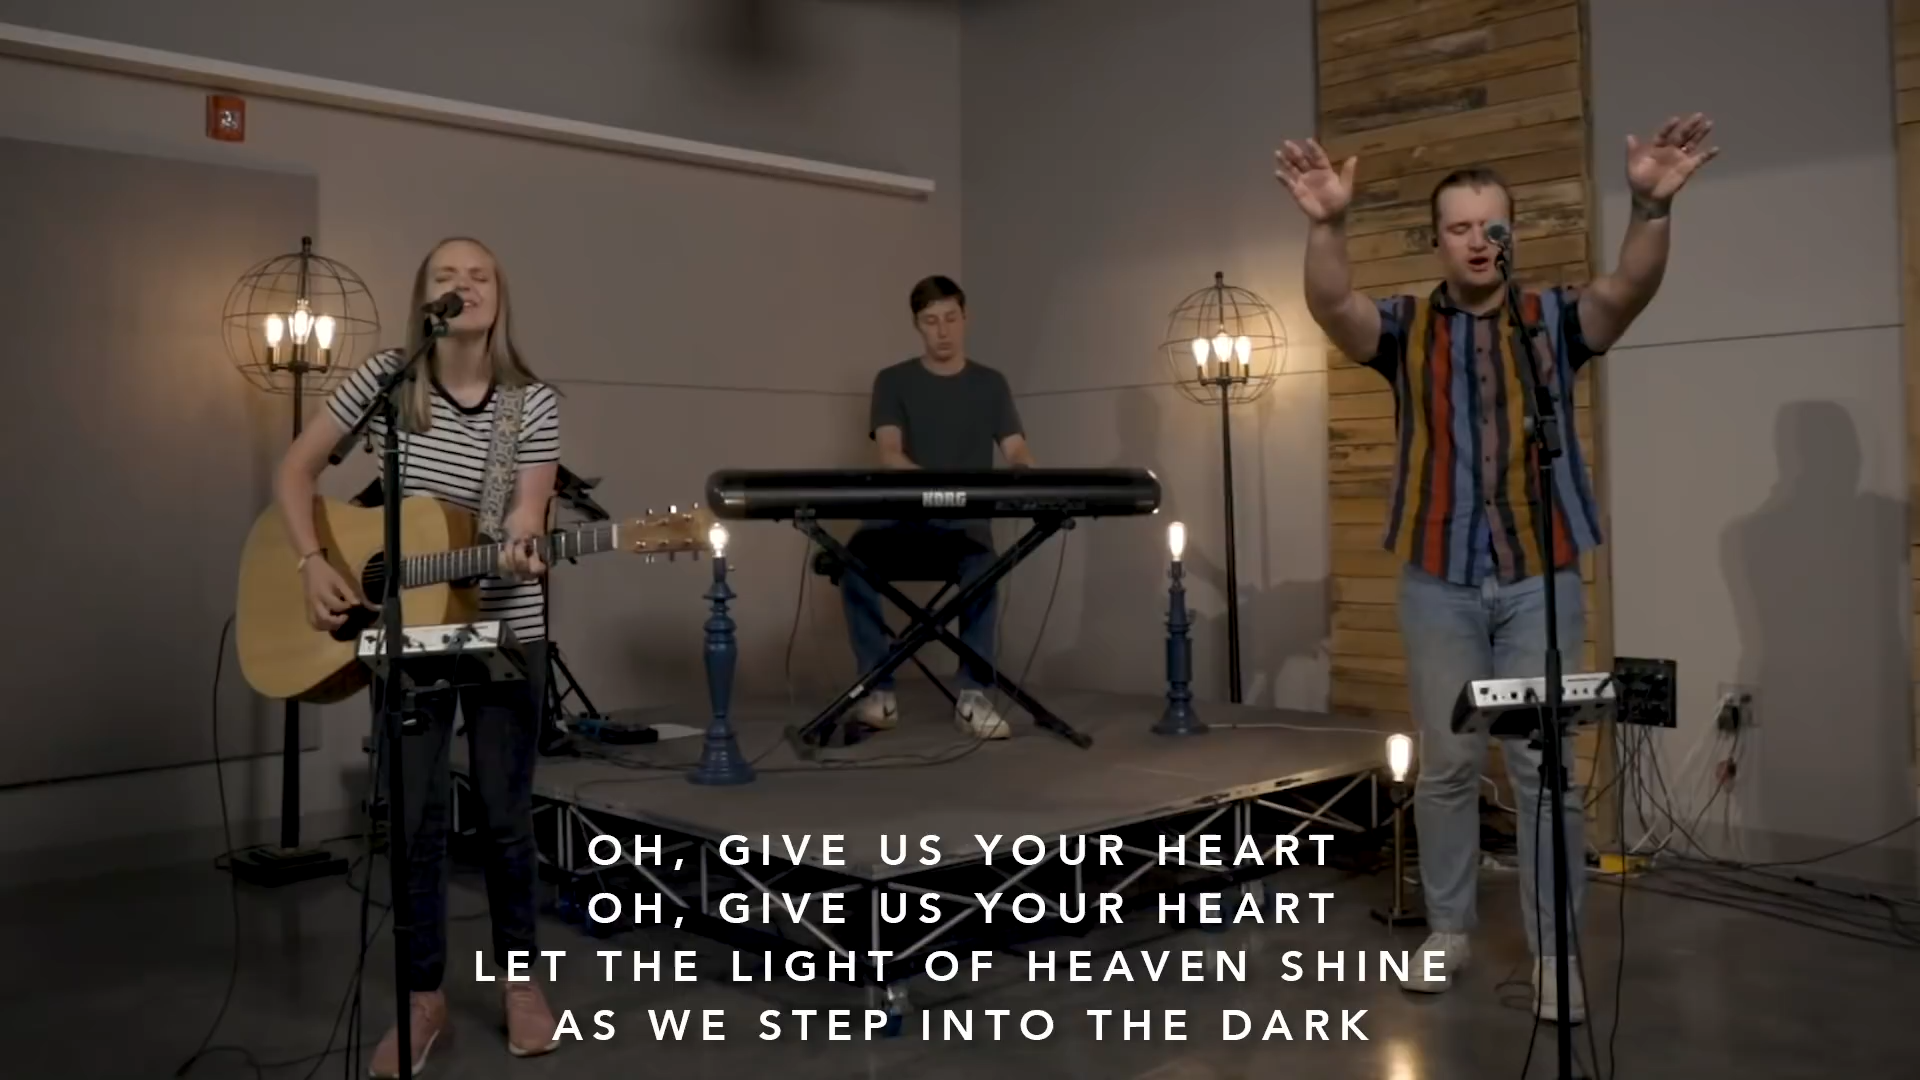 KORG
OH, GIVE US YOUR HEART
OH, GIVE US YOUR HEART
LET THE LIGHT OF HEAVEN SHINE
AS WE STEP INTO THE DARK